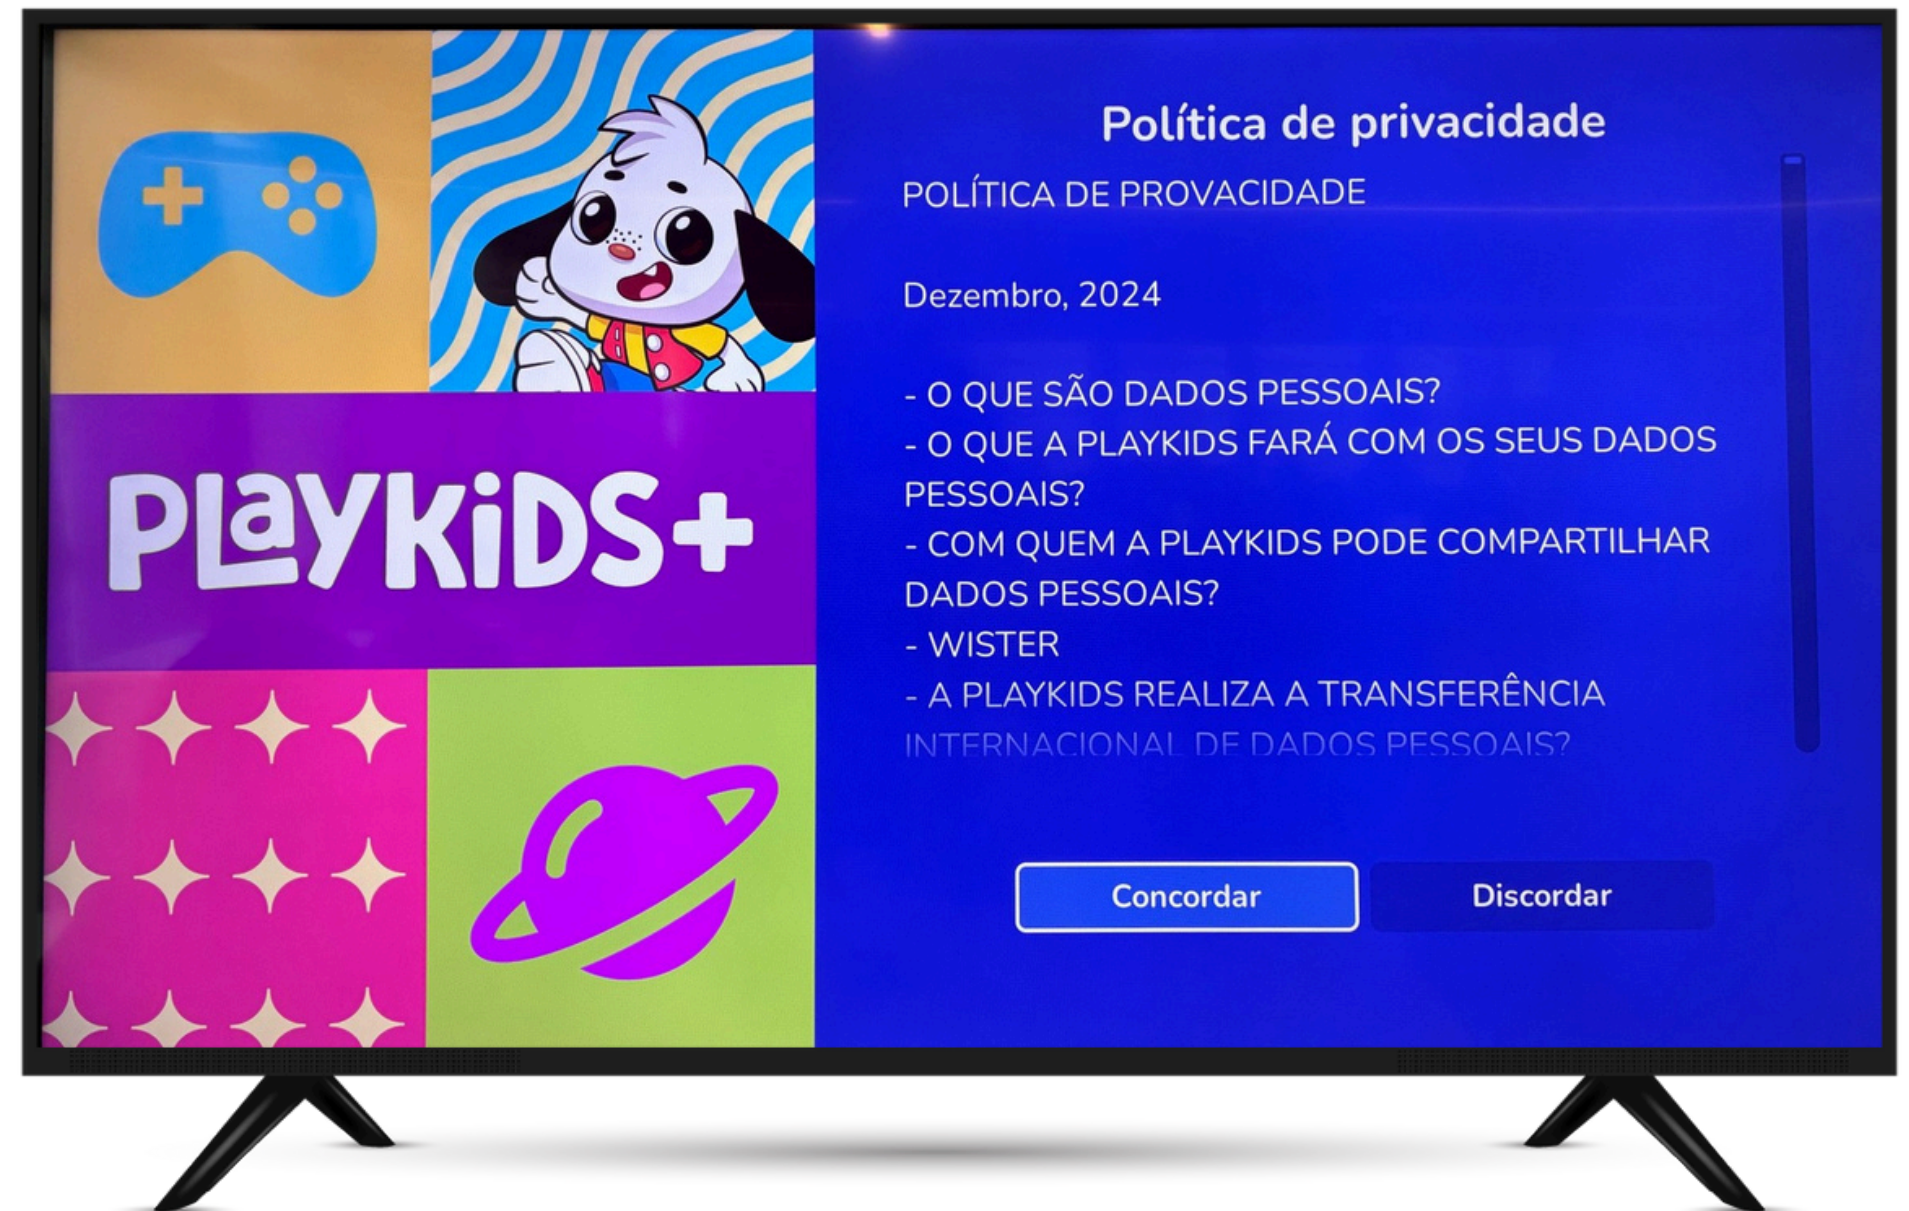 PLayKiDS+
Política de privacidade
POLÍTICA DE PROVACIDADE
Dezembro, 2024
- O QUE SÃO DADOS PESSOAIS?
- O QUE A PLAYKIDS FARÁ COM OS SEUS DADOS
PESSOAIS?
- COM QUEM A PLAYKIDS PODE COMPARTILHAR
DADOS PESSOAIS?
- WISTER
- A PLAYKIDS REALIZA A TRANSFERÊNCIA
INTERNACIONAL DE DADOS PESSOAIS?
Concordar
Discordar